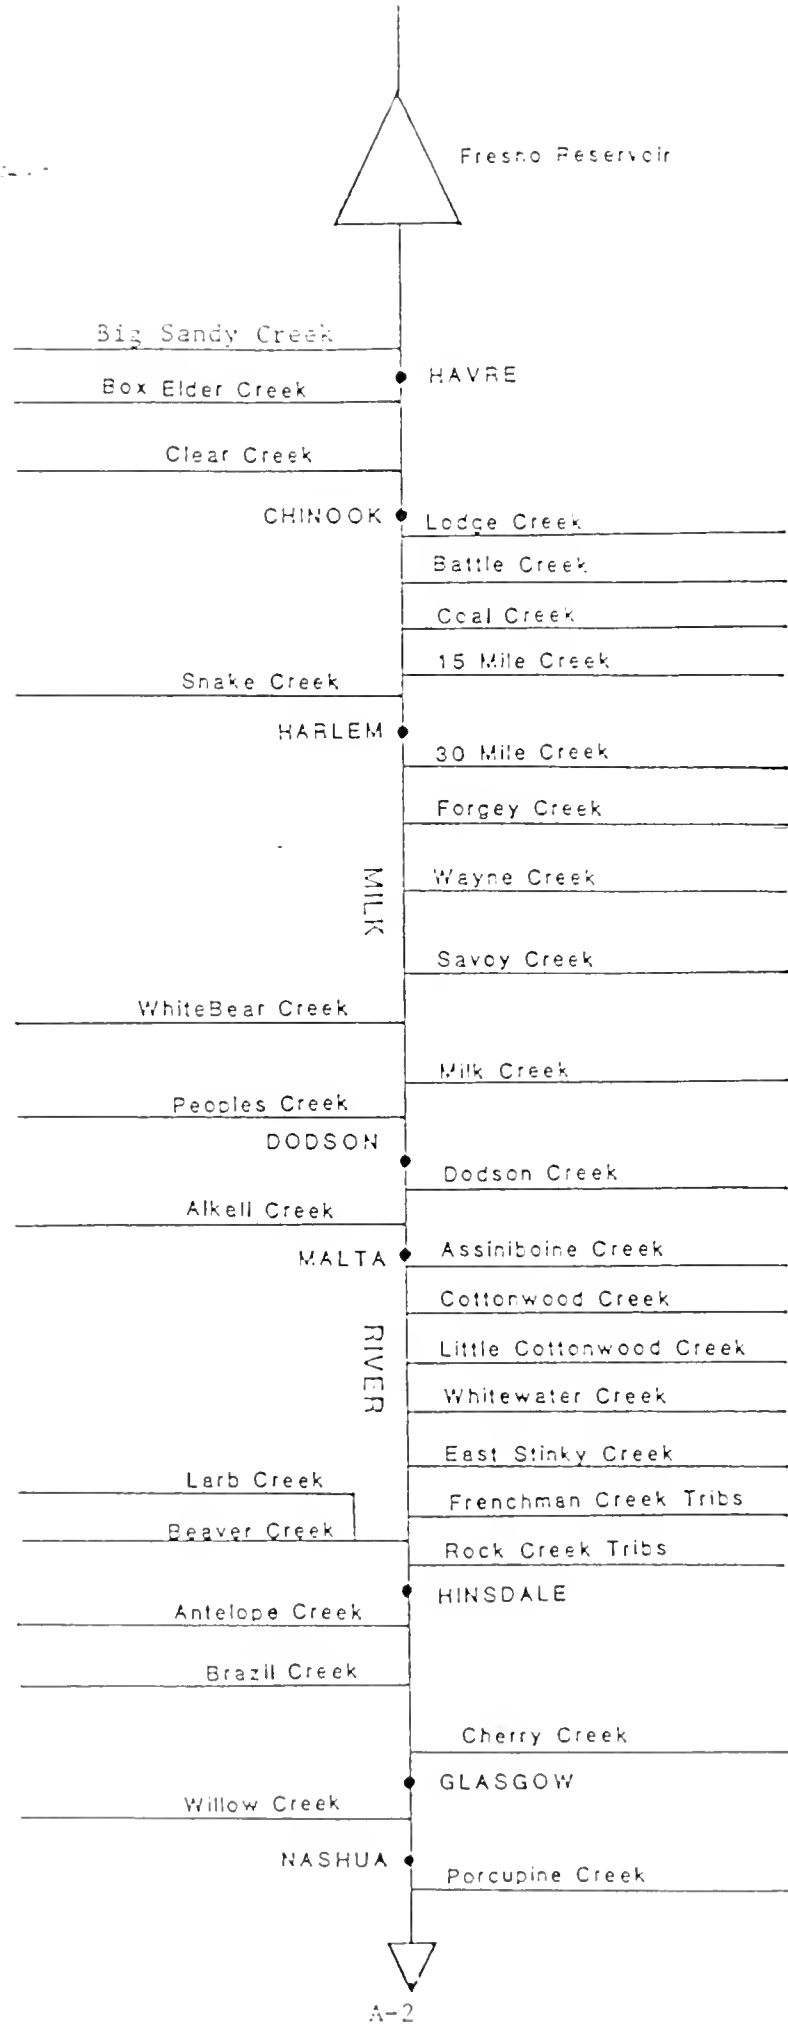 Fresno Reservoir
Big Sandy Creek
HAVRE
Box Elder Creek
Clear Creek
CHINOOK
Lodge Creek
Battle Creek
Coal Creek
15 Mile Creek
Snake Creek
HARLEM
30 Mile Creek
Forgey Creek
MILK
Wayne Creek
Savoy Creek
WhiteBear Creek
Milk Creek
Peoples Creek
DODSON
Dodson Creek
Alkell Creek
MALTA
Assiniboine Creek
Cottonwood Creek
RIVER
Little Cottonwood Creek
Whitewater Creek
East Stinky Creek
Larb Creek
Frenchman Creek Tribs
Beaver Creek
Rock Creek Tribs
HINSDALE
Antelope Creek
Brazil Creek
Cherry Creek
GLASGOW
Willow Creek
NASHUA
Porcupine Creek
A-2